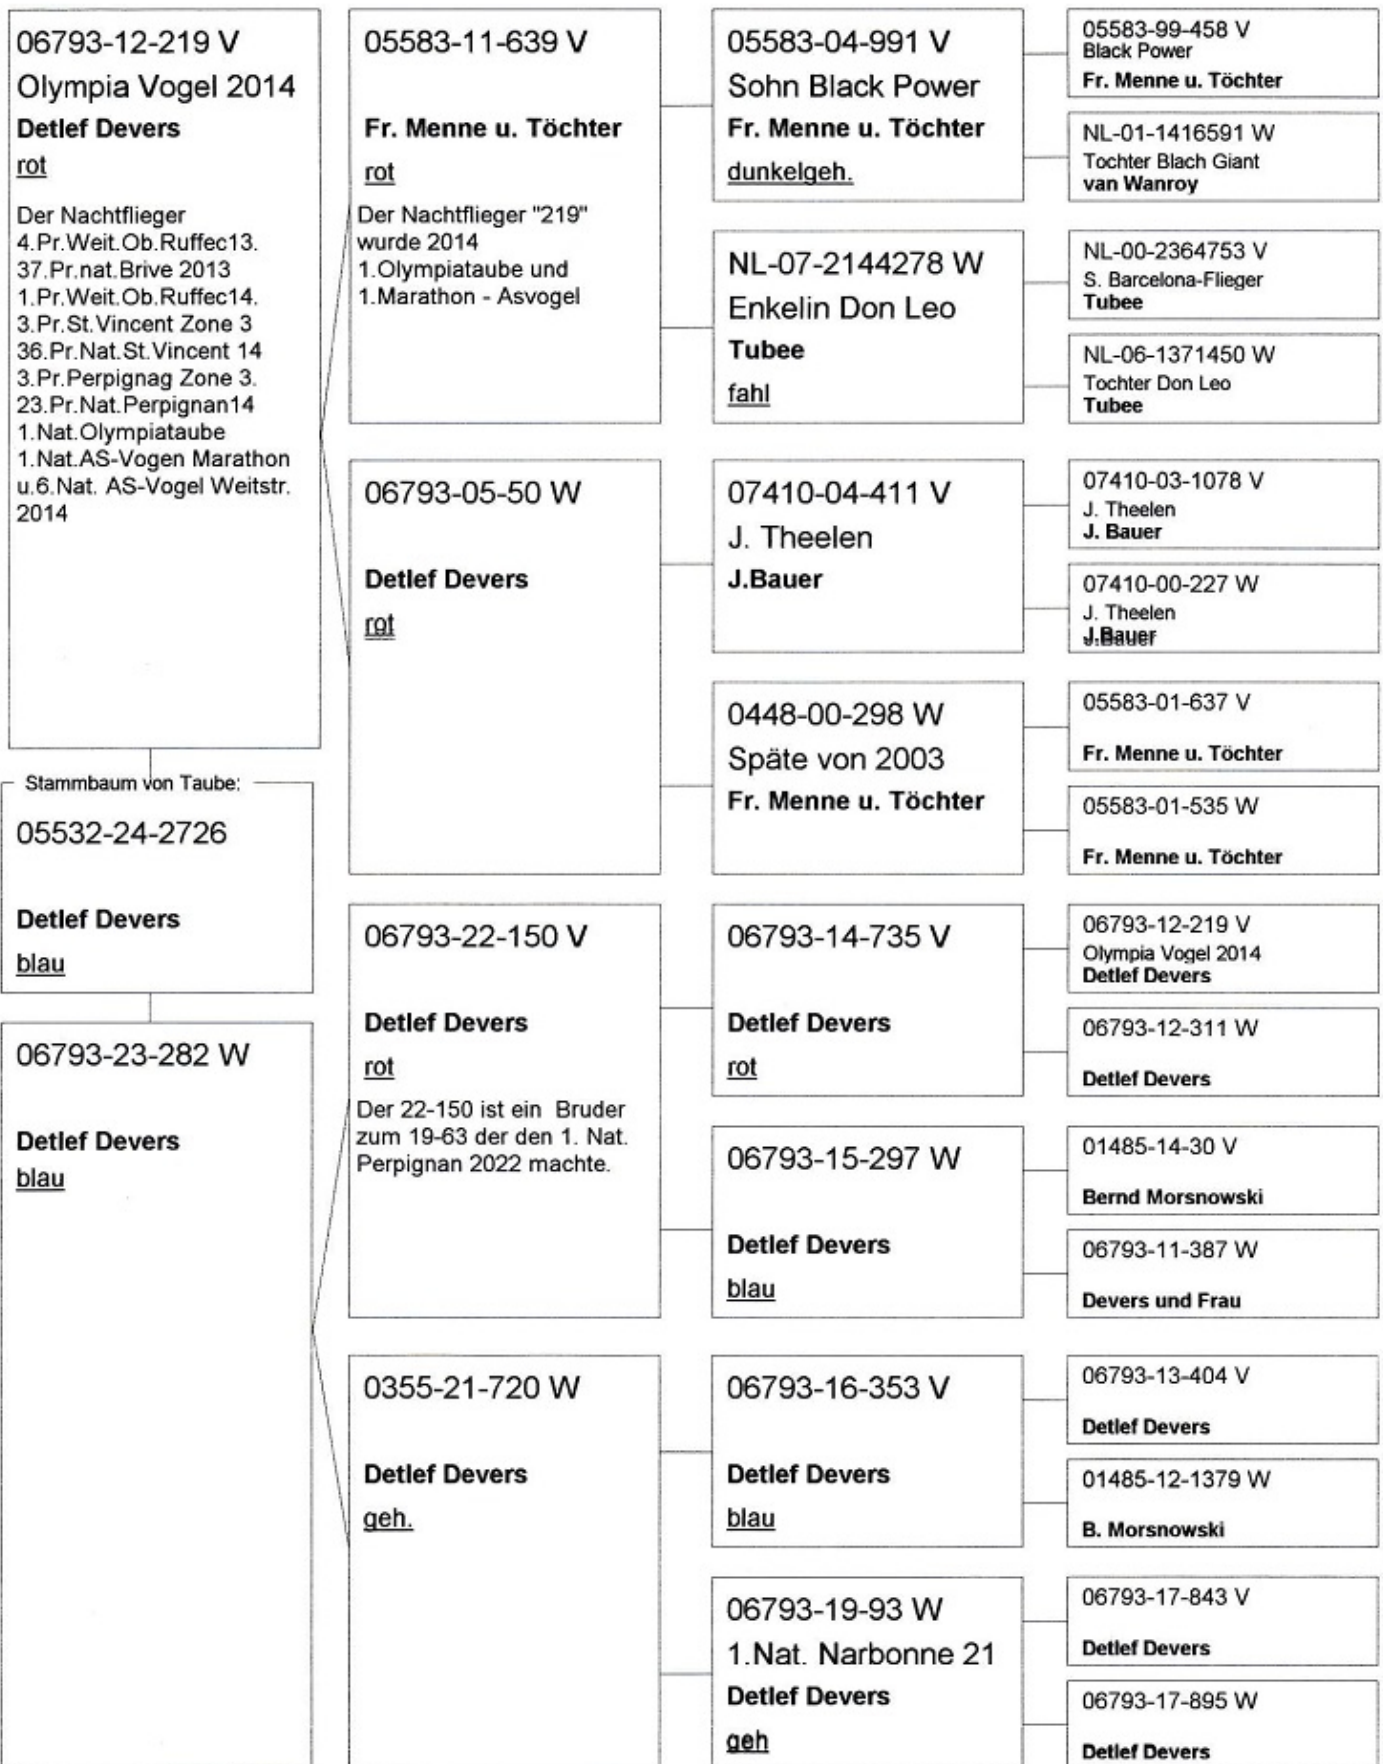 06793-12-219 V
Olympia Vogel 2014
Detlef Devers
rot
Der Nachtflieger
4.Pr.Weit.Ob.Ruffec13.
37.Pr.nat.Brive 2013
1.Pr.Weit.Ob.Ruffec14.
3.Pr.St.Vincent Zone 3
36.Pr.Nat.St.Vincent 14
3.Pr.Perpignag Zone 3.
23.Pr.Nat.Perpignan14
1.Nat.Olympiataube
1.Nat.AS-Vogen Marathon
u.6.Nat. AS-Vogel Weitstr.
2014
Stammbaum von Taube:
05532-24-2726
Detlef Devers
blau
06793-23-282 W
Detlef Devers
blau
05583-11-639 V
Fr. Menne u. Töchter
rot
Der Nachtflieger "219"
wurde 2014
1.Olympiataube und
1.Marathon - Asvogel
06793-05-50 W
Detlef Devers
rot
06793-22-150 V
Detlef Devers
rot
Der 22-150 ist ein Bruder
zum 19-63 der den 1. Nat.
Perpignan 2022 machte.
0355-21-720 W
Detlef Devers
geh.
05583-04-991 V
Sohn Black Power
Fr. Menne u. Töchter
dunkelgeh.
NL-07-2144278 W
Enkelin Don Leo
Tubee
fahl
07410-04-411 V
J. Theelen
J.Bauer
0448-00-298 W
Späte von 2003
Fr. Menne u. Töchter
06793-14-735 V
Detlef Devers
rot
06793-15-297 W
Detlef Devers
blau
06793-16-353 V
Detlef Devers
blau
06793-19-93 W
1.Nat. Narbonne 21
Detlef Devers
geh
05583-99-458 V
Black Power
Fr. Menne u. Töchter
NL-01-1416591 W
Tochter Blach Giant
van Wanroy
NL-00-2364753 V
S. Barcelona-Flieger
Tubee
NL-06-1371450 W
Tochter Don Leo
Tubee
07410-03-1078 V
J. Theelen
J. Bauer
07410-00-227 W
J. Theelen
J.Bauer
05583-01-637 V
Fr. Menne u. Töchter
05583-01-535 W
Fr. Menne u. Töchter
06793-12-219 V
Olympia Vogel 2014
Detlef Devers
06793-12-311 W
Detlef Devers
01485-14-30 V
Bernd Morsnowski
06793-11-387 W
Devers und Frau
06793-13-404 V
Detlef Devers
01485-12-1379 W
B. Morsnowski
06793-17-843 V
Detlef Devers
06793-17-895 W
Detlef Devers